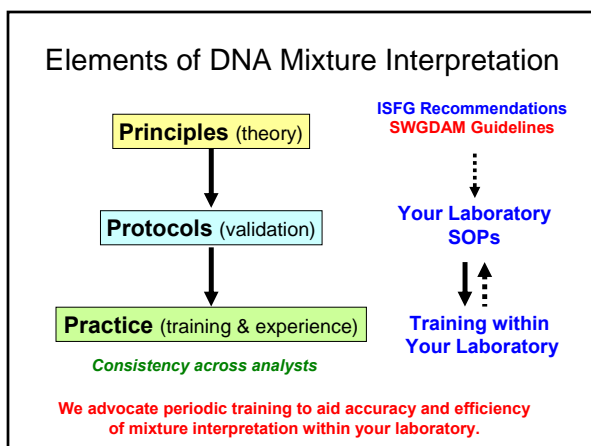 Elements of DNA Mixture Interpretation
Principles (theory)
Protocols (validation)
Practice (training & experience)
Consistency across analysts
ISFG Recommendations
SWGDAM Guidelines
Your Laboratory
SOPs
Training within
Your Laboratory
We advocate periodic training to aid accuracy and efficiency
of mixture interpretation within your laboratory.